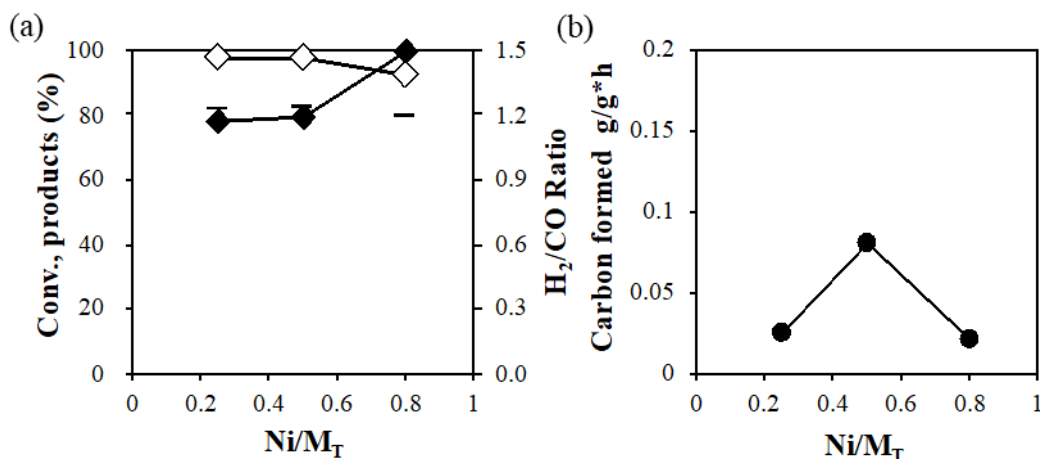 (a)
Conv., products (%)
100
80
60
40
20
0
1.5
1.2
0.9
0.6
0.3
0.0
H₂/CO Ratio
0 0.2 0.4 0.6 0.8 1
Ni/M_T
(b)
Carbon formed g/g*h
0.2
0.15
0.1
0.05
0
0 0.2 0.4 0.6 0.8 1
Ni/M_T